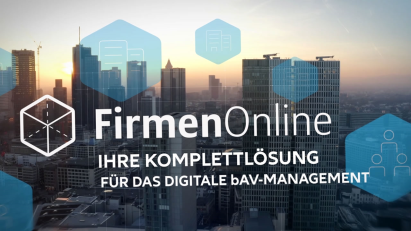 FirmenOnline
IHRE KOMPLETTLÖSUNG
FÜR DAS DIGITALE bAV-MANAGEMENT